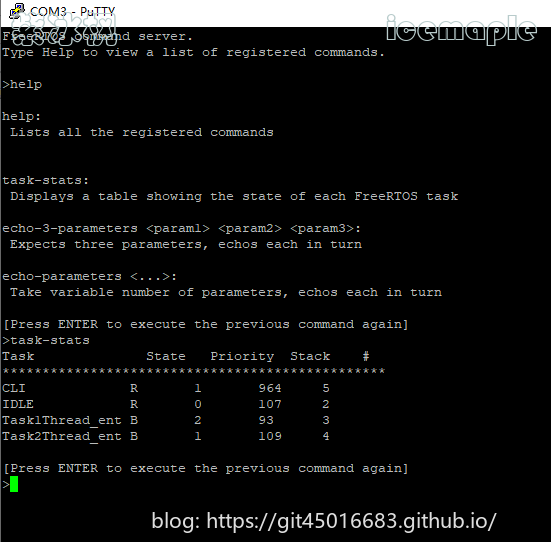 COM3 - PuTTY
icemaple
FreeRTOS command server.
Type Help to view a list of registered commands.
>help
help:
Lists all the registered commands
task-stats:
Displays a table showing the state of each FreeRTOS task
echo-3-parameters <param1> <param2> <param3>:
Expects three parameters, echos each in turn
echo-parameters <...>:
Take variable number of parameters, echos each in turn
[Press ENTER to execute the previous command again]
>task-stats
Task State Priority Stack #
************************************************
CLI R 1 964 5
IDLE R 0 107 2
Task1Thread_ent B 2 93 3
Task2Thread_ent B 1 109 4
[Press ENTER to execute the previous command again]
>
blog: https://git45016683.github.io/